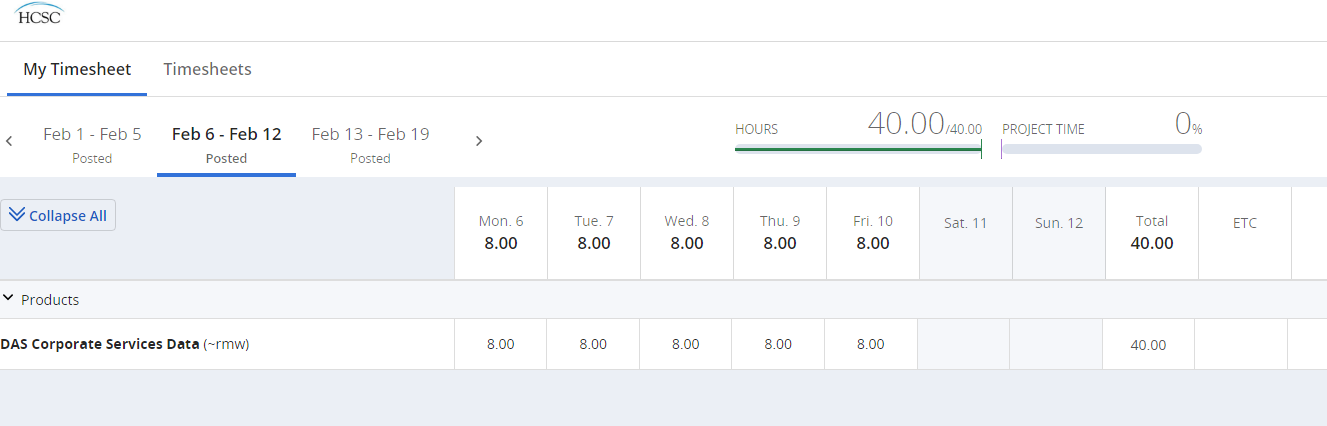 HCSC
My Timesheet Timesheets
Feb 1 - Feb 5 Feb 6 - Feb 12 Feb 13 - Feb 19
Posted Posted Posted
HOURS 40.00/40.00 PROJECT TIME 0%
Collapse All
Mon. 6 Tue. 7 Wed. 8 Thu. 9 Fri. 10 Sat. 11 Sun. 12 Total ETC
8.00 8.00 8.00 8.00 8.00 40.00
Products
DAS Corporate Services Data (~rmw) 8.00 8.00 8.00 8.00 8.00 40.00